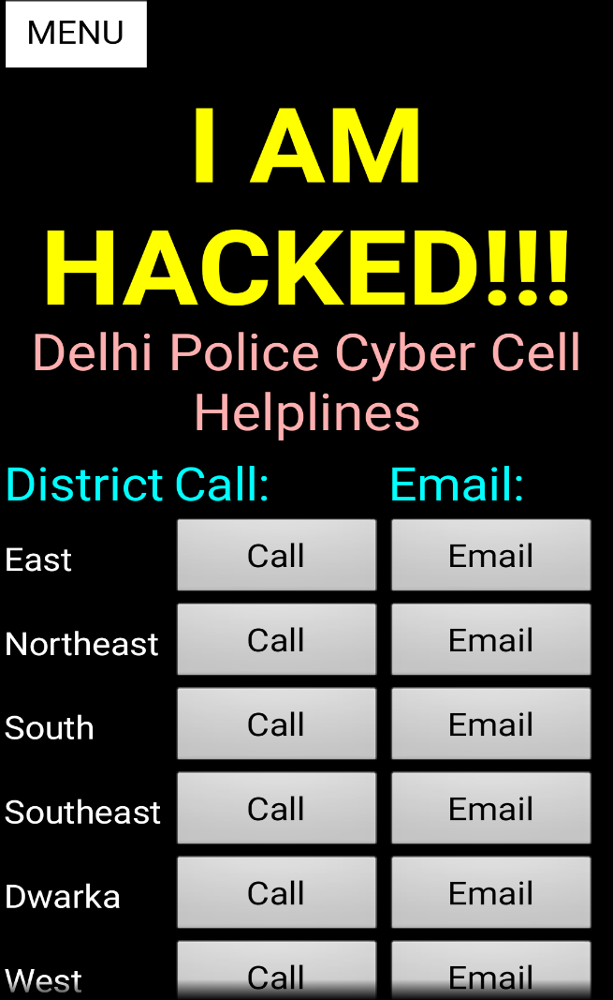 MENU
I AM
HACKED!!!
Delhi Police Cyber Cell
Helplines
District Call: Email:
East Call Email
Northeast Call Email
South Call Email
Southeast Call Email
Dwarka Call Email
West Call Email